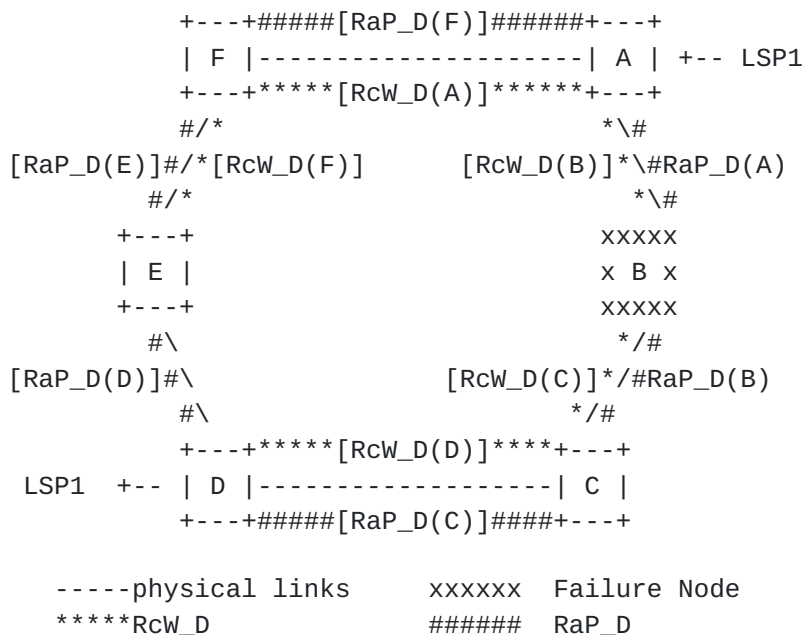 +---+#####[RaP_D(F)]######+---+
| F |---------------------| A | +-- LSP1
+---+*****[RcW_D(A)]******+---+
#/* *\#
[RaP_D(E)]#/*[RcW_D(F)] [RcW_D(B)]*\#RaP_D(A)
#/* *\#
+---+ xxxxx
| E | x B x
+---+ xxxxx
#\ */#
[RaP_D(D)]#\ [RcW_D(C)]*/#RaP_D(B)
#\ */#
+---+*****[RcW_D(D)]****+---+
LSP1 +-- | D |-------------------| C |
+---+#####[RaP_D(C)]####+---+
-----physical links xxxxxx Failure Node
*****RcW_D ###### RaP_D